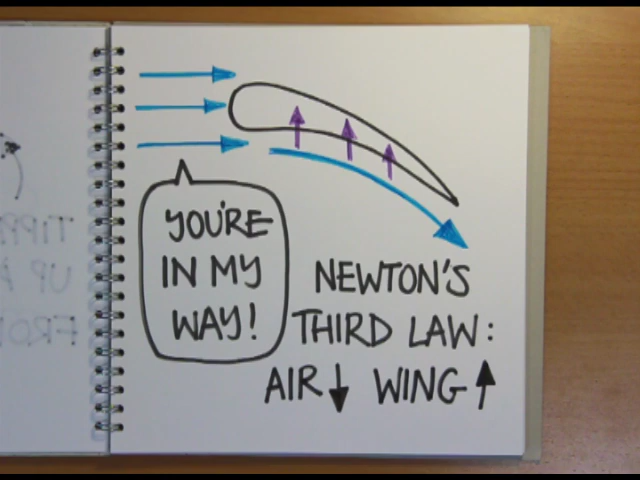 YOU'RE
IN MY
WAY!
NEWTON'S
THIRD LAW:
AIR↓ WING↑